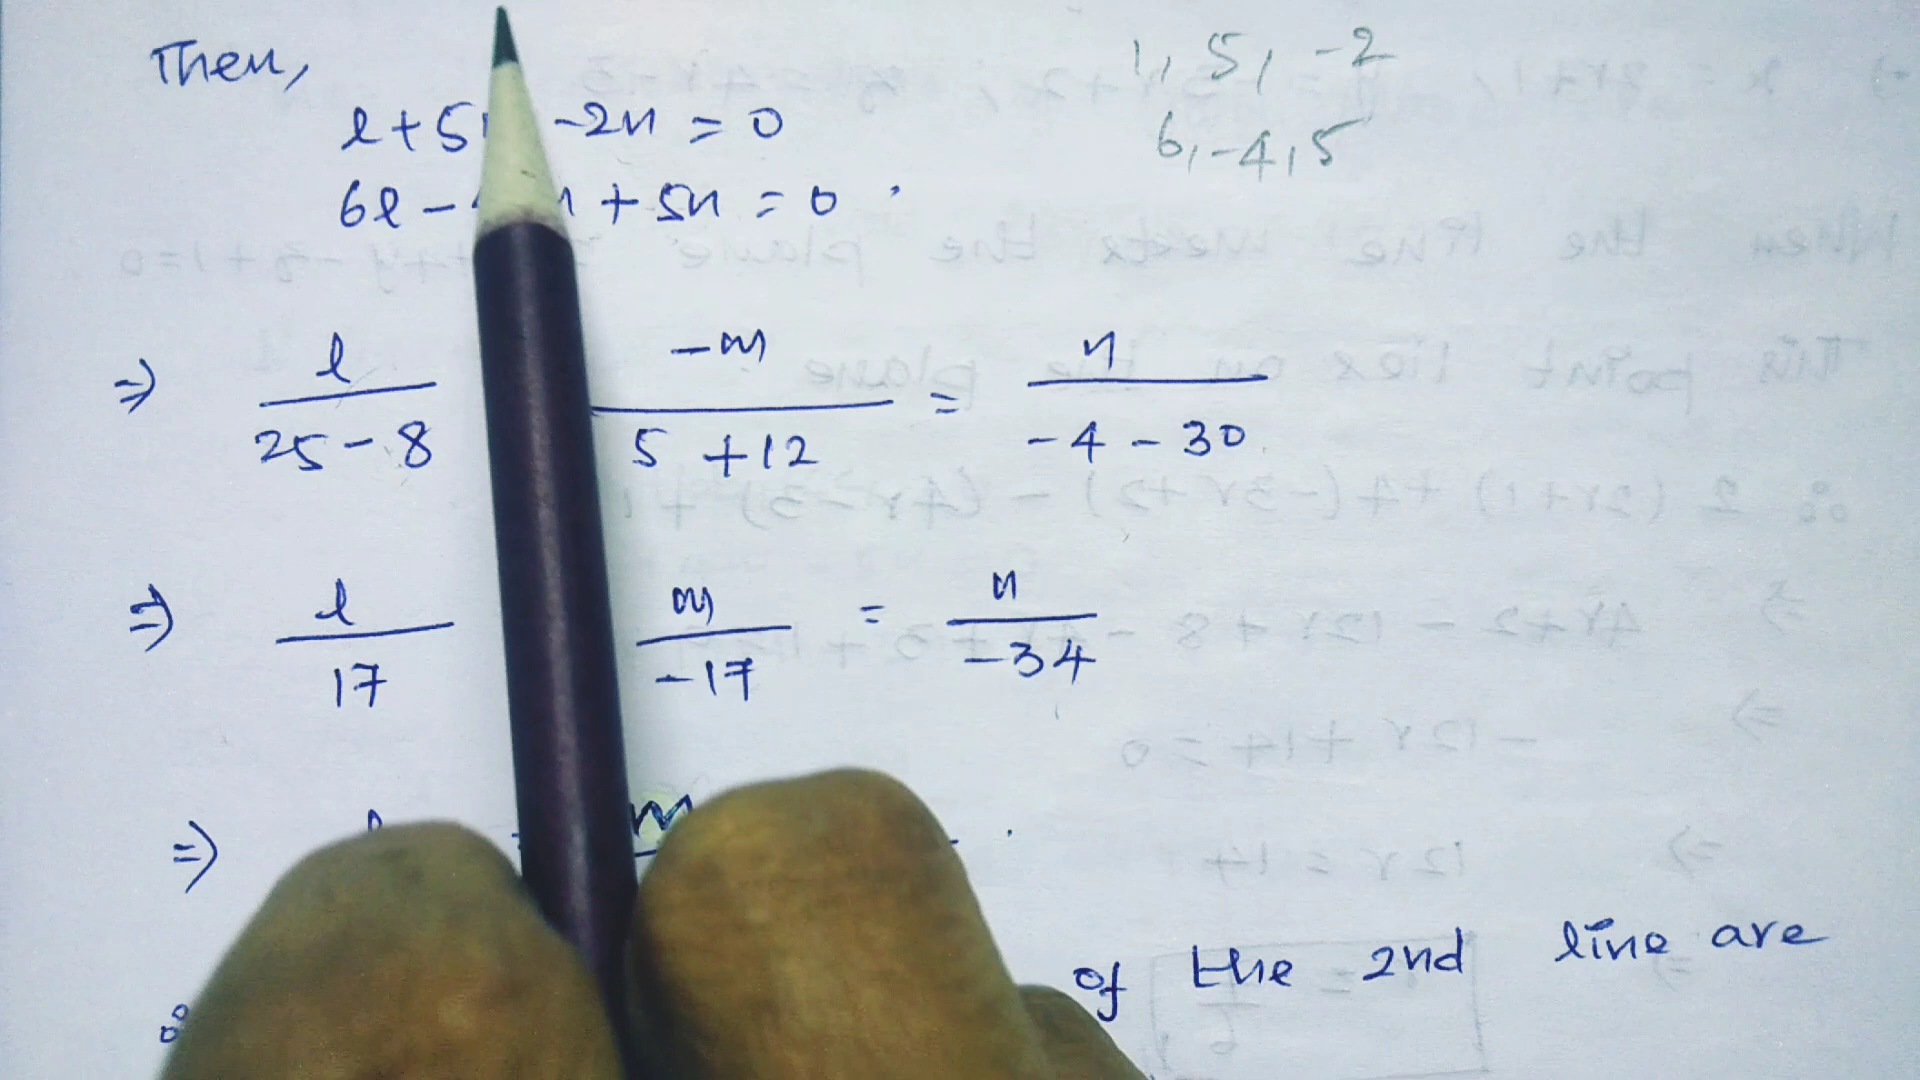 Then,
l + 5 - 2n = 0
6l - + 5n = 0 .
1, 5, -2
6, -4, 5
⇒ l / 25 - 8 -m / 5 + 12 = n / -4 - 30
⇒ l / 17 m / -17 = n / -34
⇒ l m
∴ of the 2nd line are